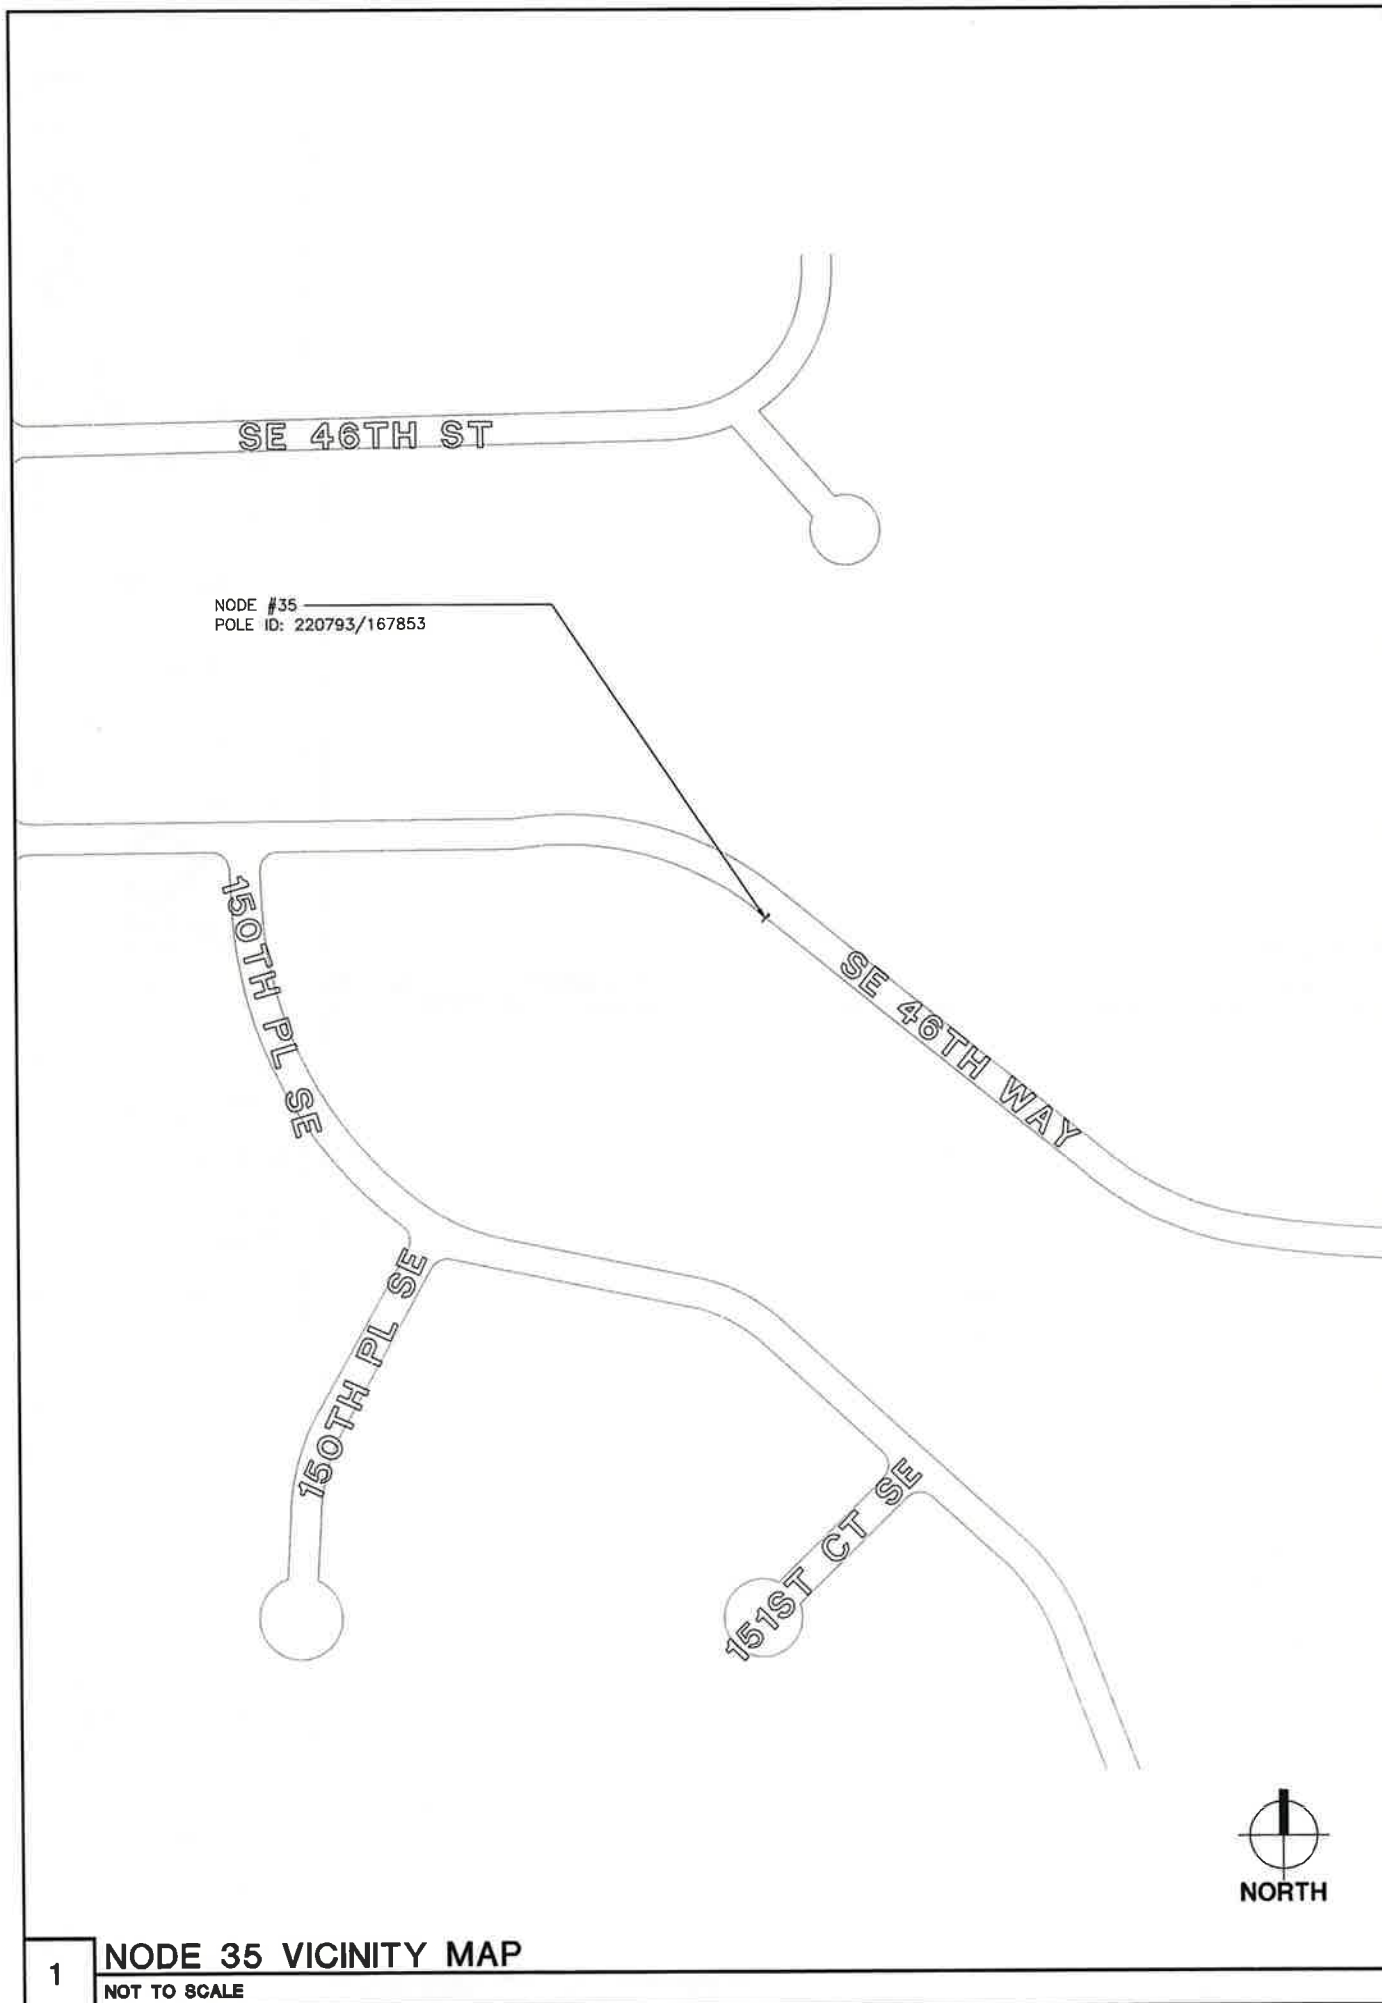 SE 46TH ST
NODE #35
POLE ID: 220793/167853
150TH PL SE
SE 46TH WAY
150TH PL SE
151ST CT SE
NORTH
1
NODE 35 VICINITY MAP
NOT TO SCALE